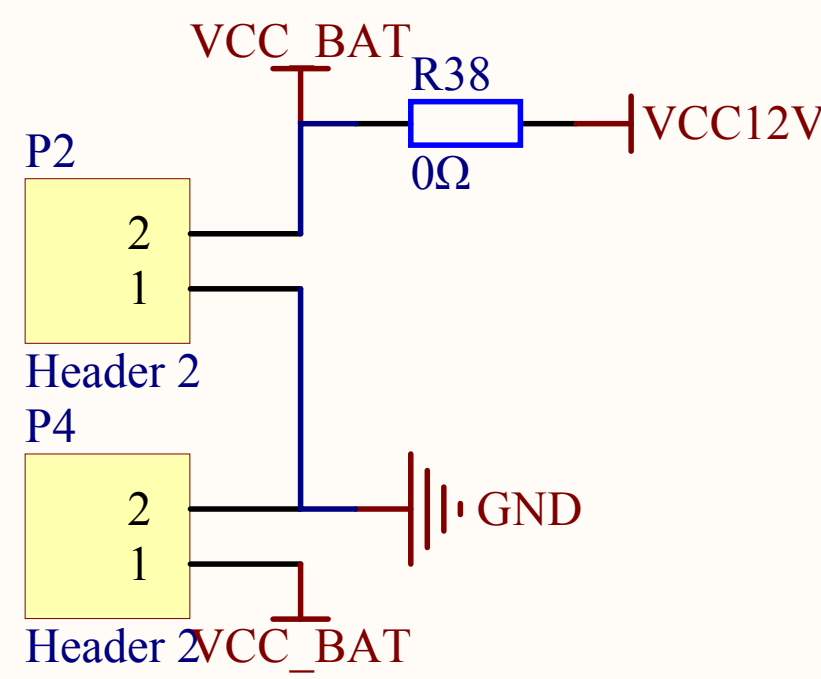 VCC_BAT
R38
VCC12V
0Ω
P2
2
1
Header 2
P4
2
GND
1
Header 2
VCC_BAT